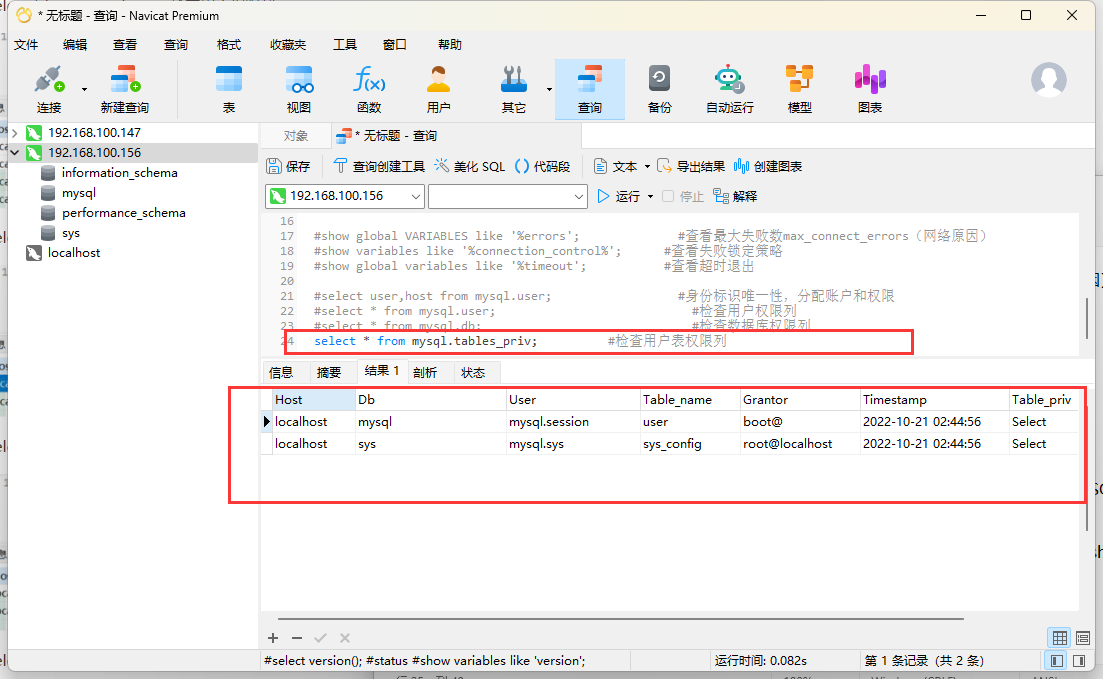 * 无标题 - 查询 - Navicat Premium
文件 编辑 查看 查询 格式 收藏夹 工具 窗口 帮助
连接 新建查询 表 视图 函数 用户 其它 查询 备份 自动运行 模型 图表
192.168.100.147
192.168.100.156
information_schema
mysql
performance_schema
sys
localhost
对象 * 无标题 - 查询
保存 查询创建工具 美化 SQL 代码段 文本 导出结果 创建图表
192.168.100.156 运行 停止 解释
16
17 #show global VARIABLES like '%errors'; #查看最大失败数max_connect_errors（网络原因）
18 #show variables like '%connection_control%'; #查看失败锁定策略
19 #show global variables like '%timeout'; #查看超时退出
20
21 #select user,host from mysql.user; #身份标识唯一性，分配账户和权限
22 #select * from mysql.user; #检查用户权限列
23 #select * from mysql.db; #检查数据库权限列
24 select * from mysql.tables_priv; #检查用户表权限列
信息 摘要 结果 1 剖析 状态
Host Db User Table_name Grantor Timestamp Table_priv
localhost mysql mysql.session user boot@ 2022-10-21 02:44:56 Select
localhost sys mysql.sys sys_config root@localhost 2022-10-21 02:44:56 Select
#select version(); #status #show variables like 'version'; 运行时间: 0.082s 第 1 条记录（共 2 条）